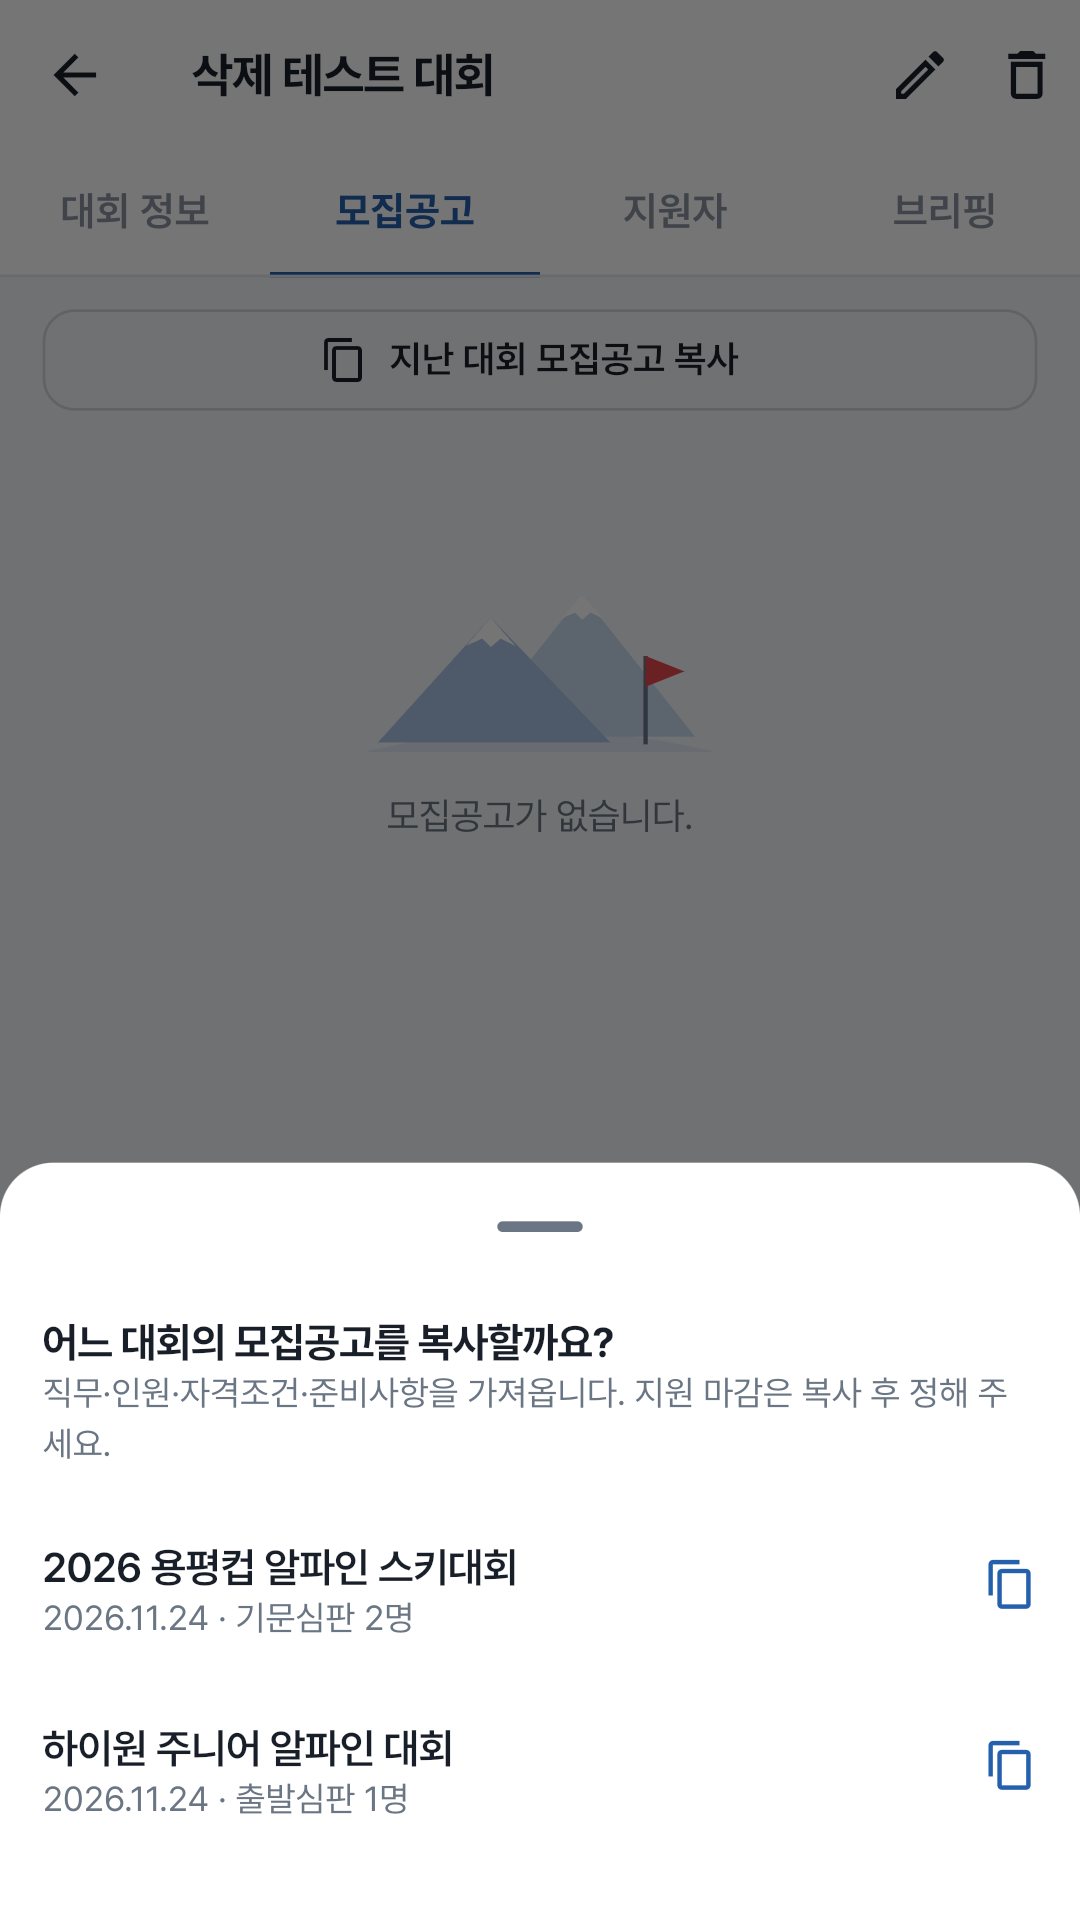 삭제 테스트 대회
대회 정보
모집공고
지원자
브리핑
지난 대회 모집공고 복사
모집공고가 없습니다.
어느 대회의 모집공고를 복사할까요?
직무·인원·자격조건·준비사항을 가져옵니다. 지원 마감은 복사 후 정해 주
세요.
2026 용평컵 알파인 스키대회
2026.11.24 · 기문심판 2명
하이원 주니어 알파인 대회
2026.11.24 · 출발심판 1명